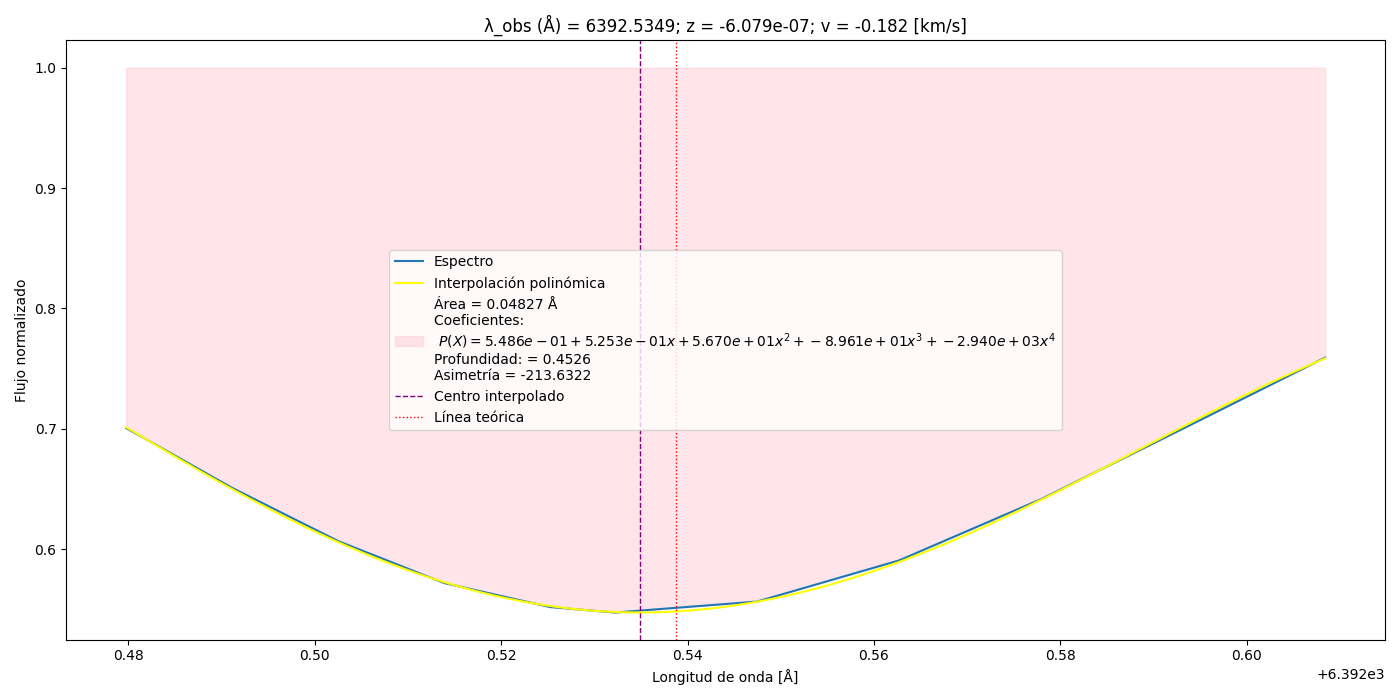 λ_obs (Å) = 6392.5349; z = -6.079e-07; v = -0.182 [km/s]
Flujo normalizado
1.0
0.9
0.8
0.7
0.6
Espectro
Interpolación polinómica
Área = 0.04827 Å
Coeficientes:
P(X) = 5.486e − 01 + 5.253e − 01x + 5.670e + 01x² + −8.961e + 01x³ + −2.940e + 03x⁴
Profundidad: = 0.4526
Asimetría = -213.6322
Centro interpolado
Línea teórica
0.48 0.50 0.52 0.54 0.56 0.58 0.60
Longitud de onda [Å]
+6.392e3